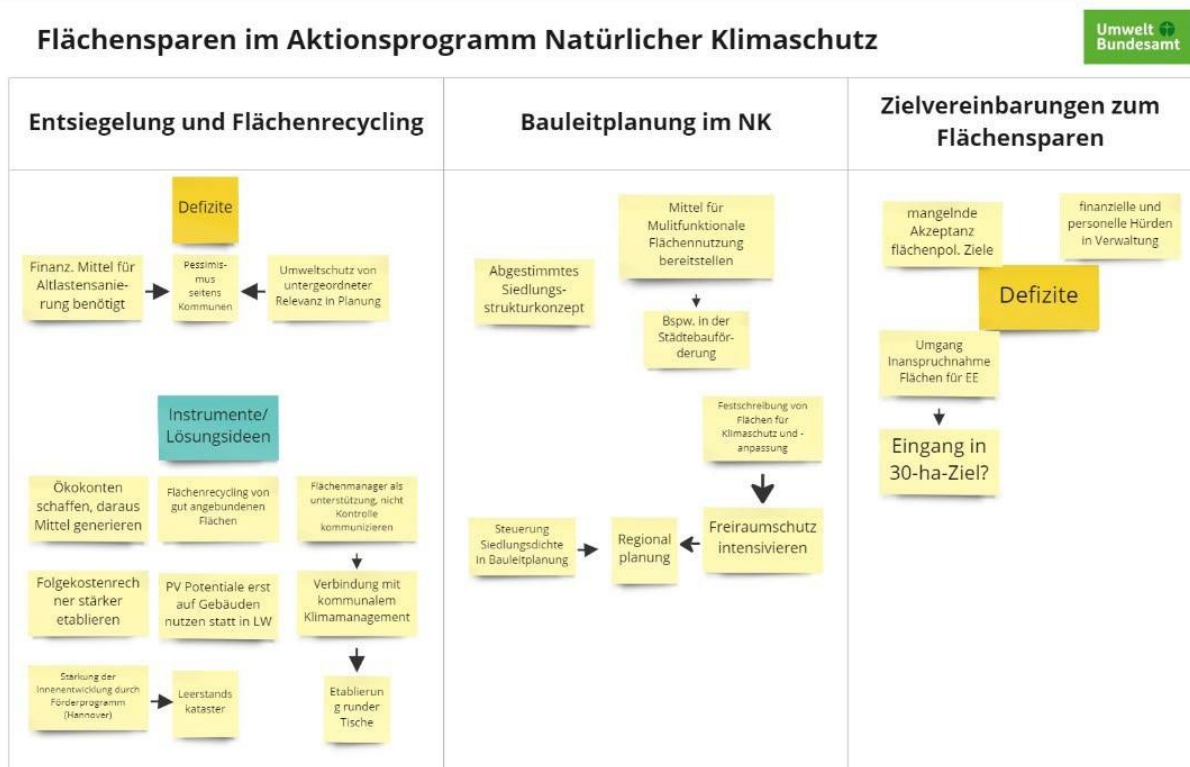 Flächensparen im Aktionsprogramm Natürlicher Klimaschutz
Umwelt
Bundesamt
Entsiegelung und Flächenrecycling
Defizite
Finanz. Mittel für
Altlastensanie-
rung benötigt
Pessimis-
mus
seitens
Kommunen
Umweltschutz von
untergeordneter
Relevanz in Planung
Instrumente/
Lösungsideen
Ökokonten
schaffen, daraus
Mittel generieren
Flächenrecycling von
gut angebundenen
Flächen
Flächenmanager als
unterstützung, nicht
Kontrolle
kommunizieren
Folgekostenrech
ner stärker
etablieren
PV Potentiale erst
auf Gebäuden
nutzen statt in LW
Verbindung mit
kommunalem
Klimamanagement
Stärkung der
Innenentwicklung durch
Förderprogramm
(Hannover)
Leerstands
kataster
Etablierun
g runder
Tische
Bauleitplanung im NK
Mittel für
Mulitfunktionale
Flächennutzung
bereitstellen
Abgestimmtes
Siedlungs-
strukturkonzept
Bspw. in der
Städtebauför-
derung
Festschreibung von
Flächen für
Klimaschutz und -
anpassung
Steuerung
Siedlungsdichte
in Bauleitplanung
Regional
planung
Freiraumschutz
intensivieren
Zielvereinbarungen zum
Flächensparen
mangelnde
Akzeptanz
flächenpol. Ziele
finanzielle und
personelle Hürden
in Verwaltung
Defizite
Umgang
Inanspruchnahme
Flächen für EE
Eingang in
30-ha-Ziel?